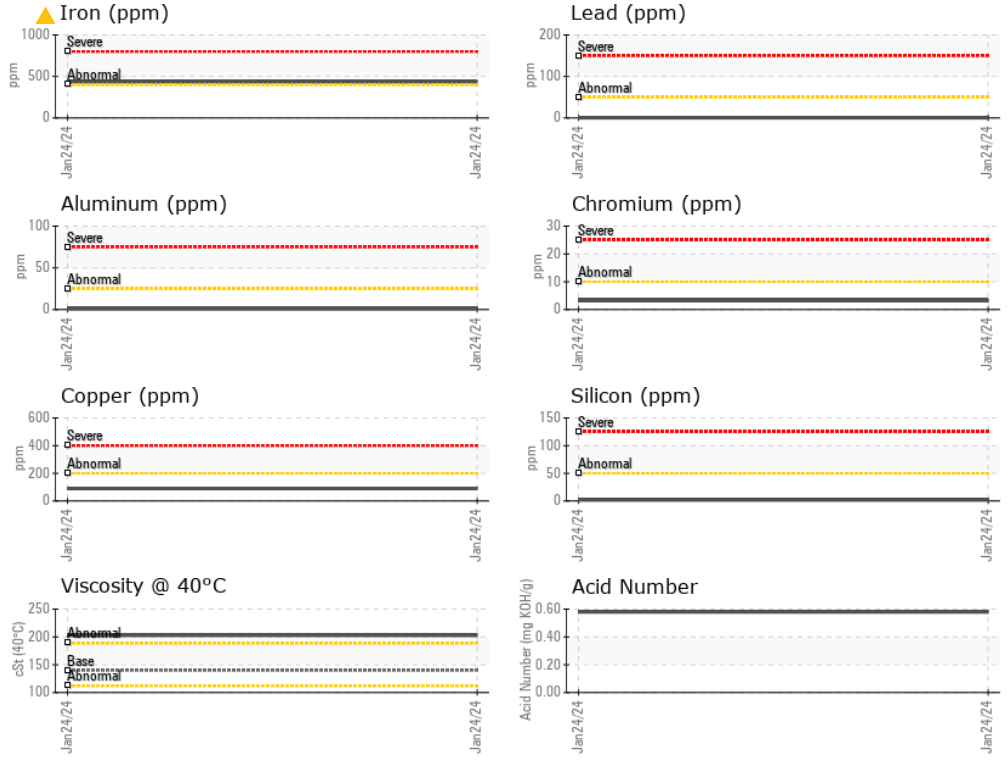 Iron (ppm)
1000
500
0
ppm
Severe
Abnormal
Jan24/24
Jan24/24
Lead (ppm)
200
100
0
ppm
Severe
Abnormal
Jan24/24
Jan24/24
Aluminum (ppm)
100
50
0
ppm
Severe
Abnormal
Jan24/24
Jan24/24
Chromium (ppm)
30
20
10
0
ppm
Severe
Abnormal
Jan24/24
Jan24/24
Copper (ppm)
600
400
200
0
ppm
Severe
Abnormal
Jan24/24
Jan24/24
Silicon (ppm)
150
100
50
0
ppm
Severe
Abnormal
Jan24/24
Jan24/24
Viscosity @ 40°C
250
200
150
100
cSt (40°C)
Abnormal
Base
Abnormal
Jan24/24
Jan24/24
Acid Number
0.60
0.40
0.20
0.00
Acid Number (mg KOH/g)
Jan24/24
Jan24/24